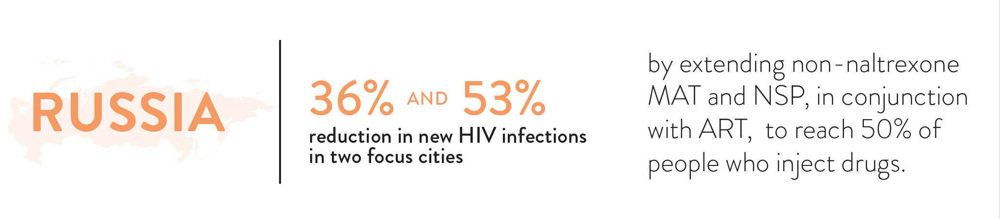 RUSSIA
36% AND 53%
reduction in new HIV infections
in two focus cities
by extending non-naltrexone
MAT and NSP, in conjunction
with ART, to reach 50% of
people who inject drugs.